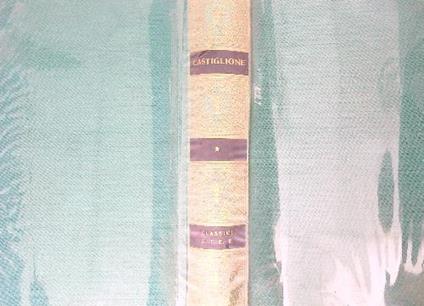 CASTIGLIONE
*
CLASSICI
U.T.E.T.